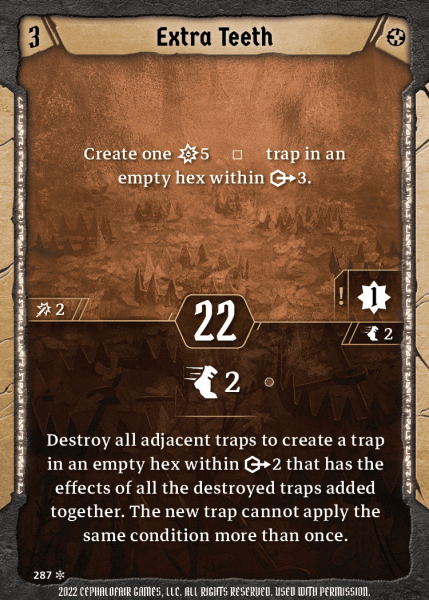 3
Extra Teeth
Create one 5 trap in an
empty hex within 3.
2
22
! 1
2
2
Destroy all adjacent traps to create a trap
in an empty hex within 2 that has the
effects of all the destroyed traps added
together. The new trap cannot apply the
same condition more than once.
287
2022 CEPHALOFAIR GAMES, LLC. ALL RIGHTS RESERVED. USED WITH PERMISSION.